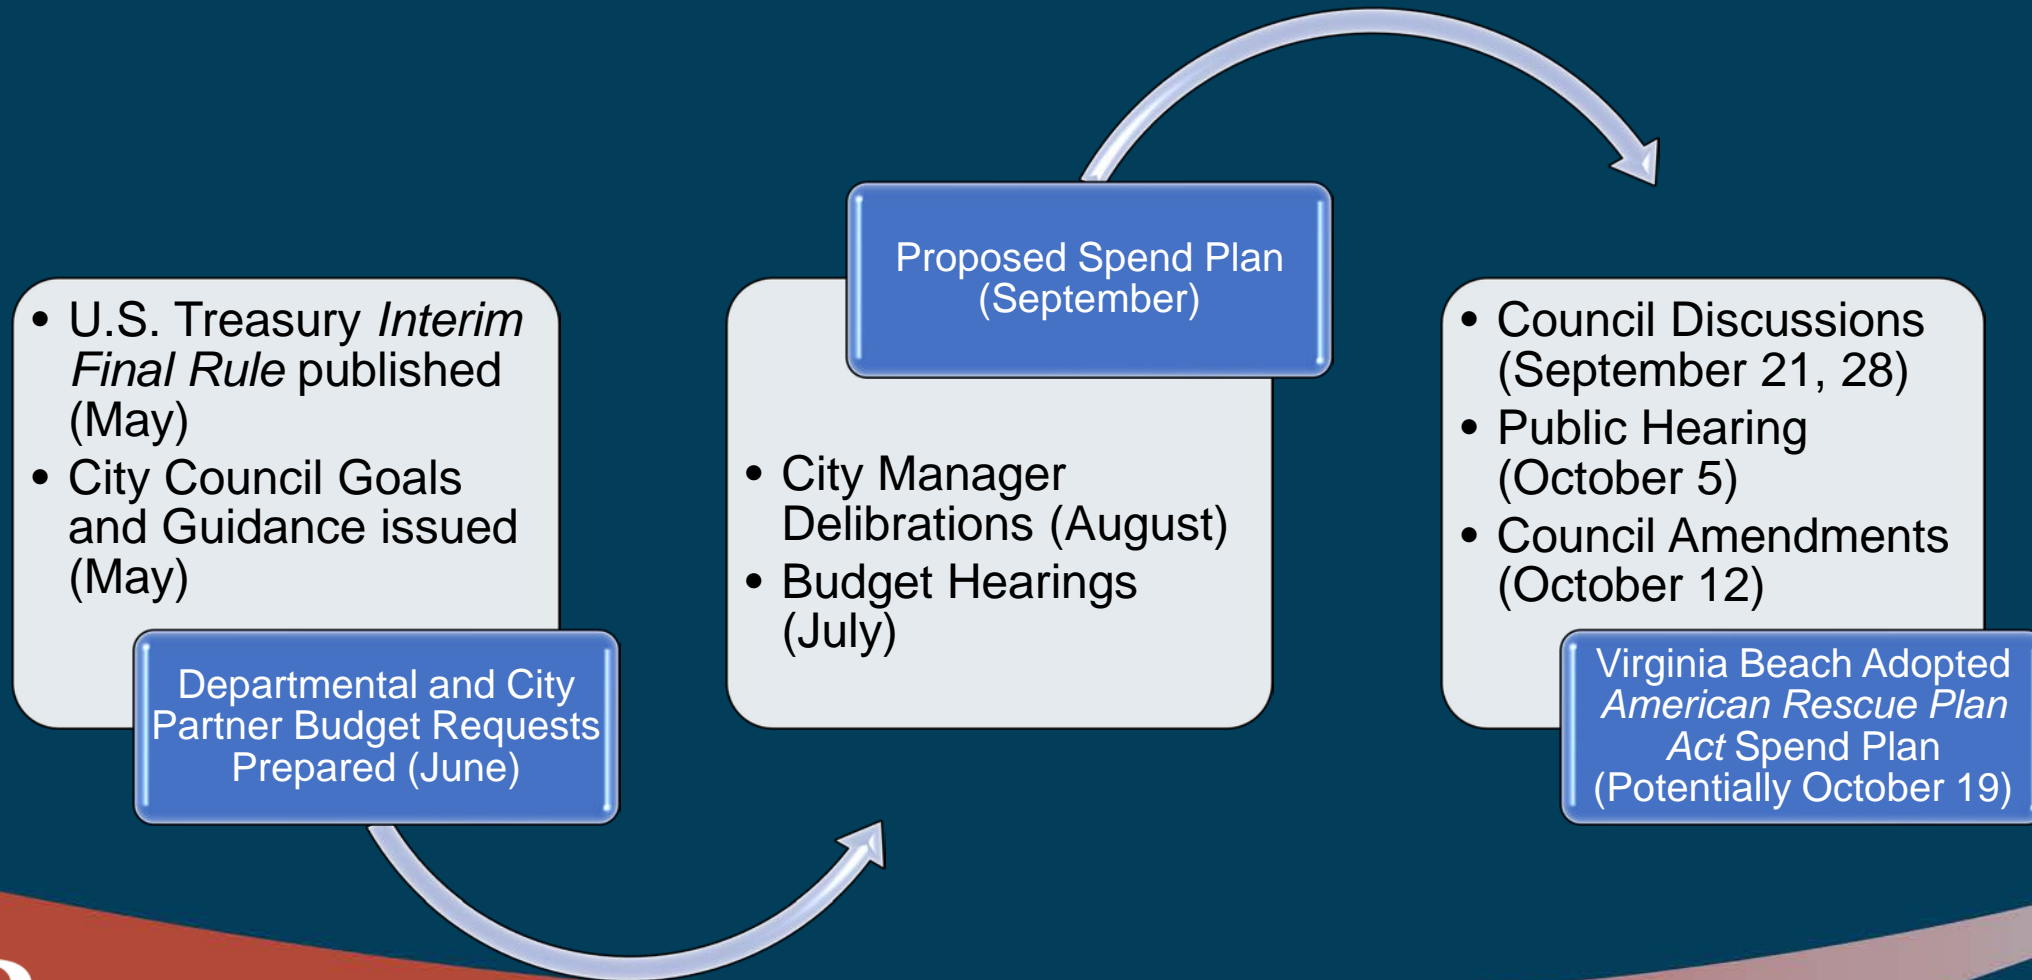 • U.S. Treasury Interim
Final Rule published
(May)
• City Council Goals
and Guidance issued
(May)
Departmental and City
Partner Budget Requests
Prepared (June)
Proposed Spend Plan
(September)
• City Manager
Delibrations (August)
• Budget Hearings
(July)
• Council Discussions
(September 21, 28)
• Public Hearing
(October 5)
• Council Amendments
(October 12)
Virginia Beach Adopted
American Rescue Plan
Act Spend Plan
(Potentially October 19)